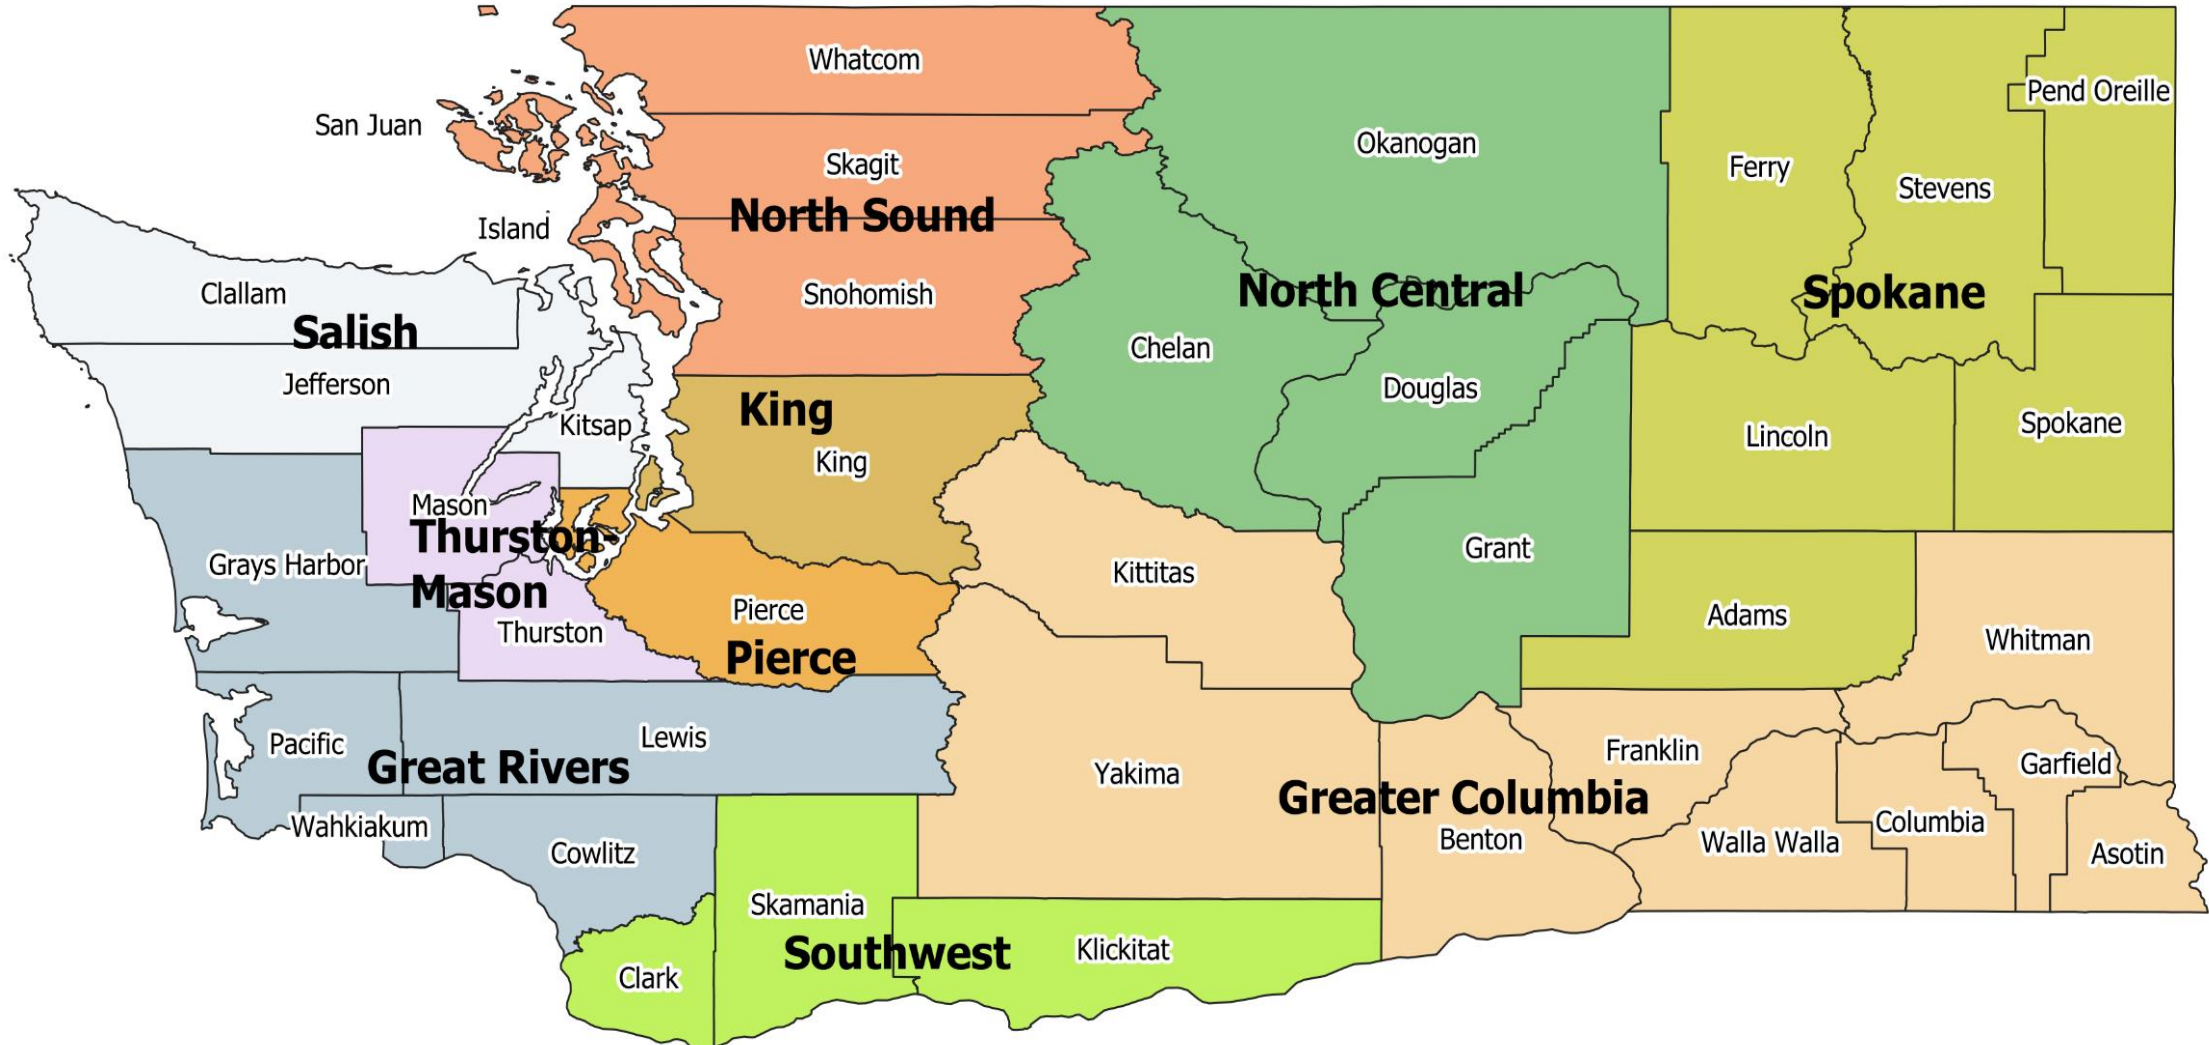 Whatcom
San Juan
Skagit
Island
North Sound
Snohomish
Okanogan
Ferry
Stevens
Pend Oreille
North Central
Spokane
Chelan
Douglas
Grant
Lincoln
Spokane
Adams
Clallam
Salish
Jefferson
Kitsap
King
King
Mason
Thurston-
Mason
Thurston
Grays Harbor
Pierce
Pierce
Kittitas
Whitman
Pacific
Lewis
Great Rivers
Wahkiakum
Cowlitz
Yakima
Greater Columbia
Benton
Franklin
Walla Walla
Columbia
Garfield
Asotin
Skamania
Southwest
Klickitat
Clark